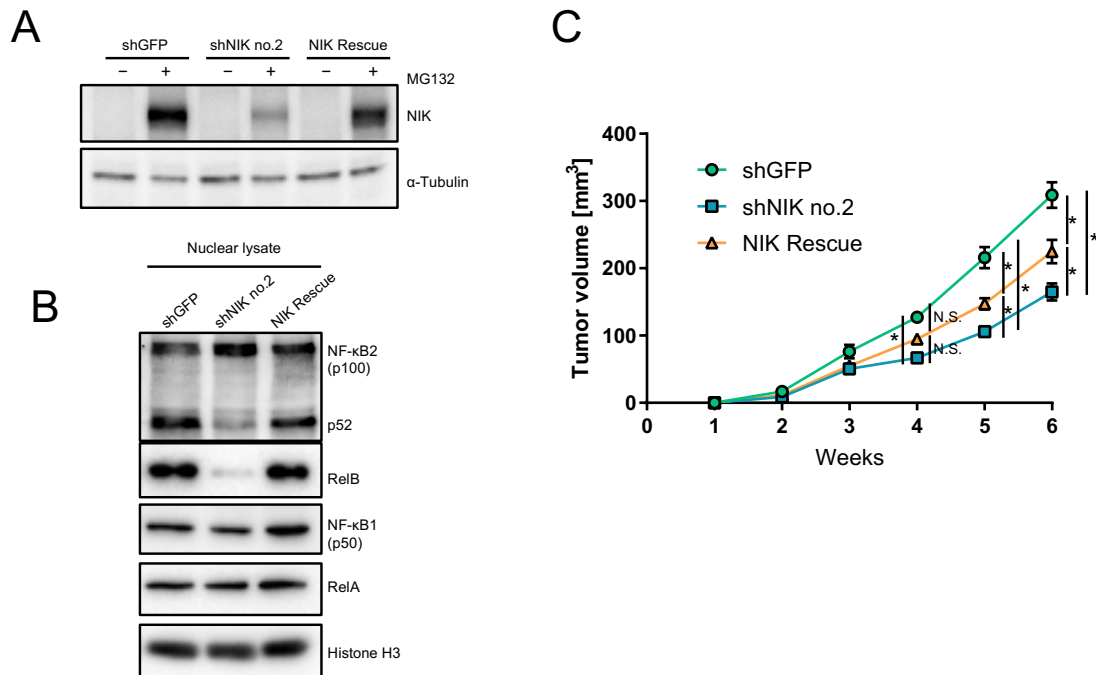 A
shGFP shNIK no.2 NIK Rescue
– + – + – + MG132
NIK
α-Tubulin
B
Nuclear lysate
shGFP shNIK no.2 NIK Rescue
NF-κB2
(p100)
p52
RelB
NF-κB1
(p50)
RelA
Histone H3
C
Tumor volume [mm³]
400
300
200
100
0
shGFP
shNIK no.2
NIK Rescue
* N.S.
N.S.
* * *
* * *
0 1 2 3 4 5 6
Weeks